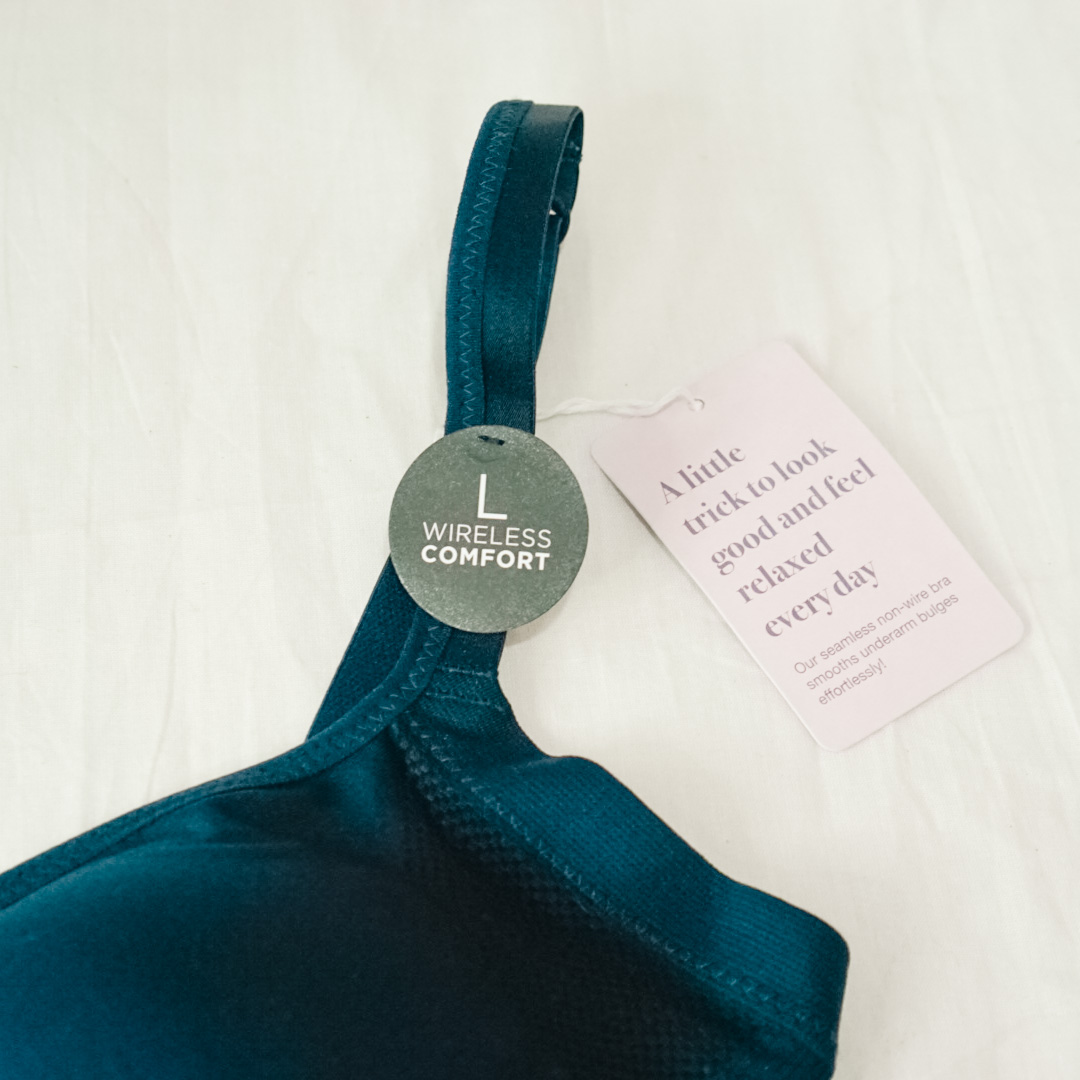 L
WIRELESS
COMFORT
A little
trick to look
good and feel
relaxed
every day
Our seamless non-wire bra
smooths underarm bulges
effortlessly!